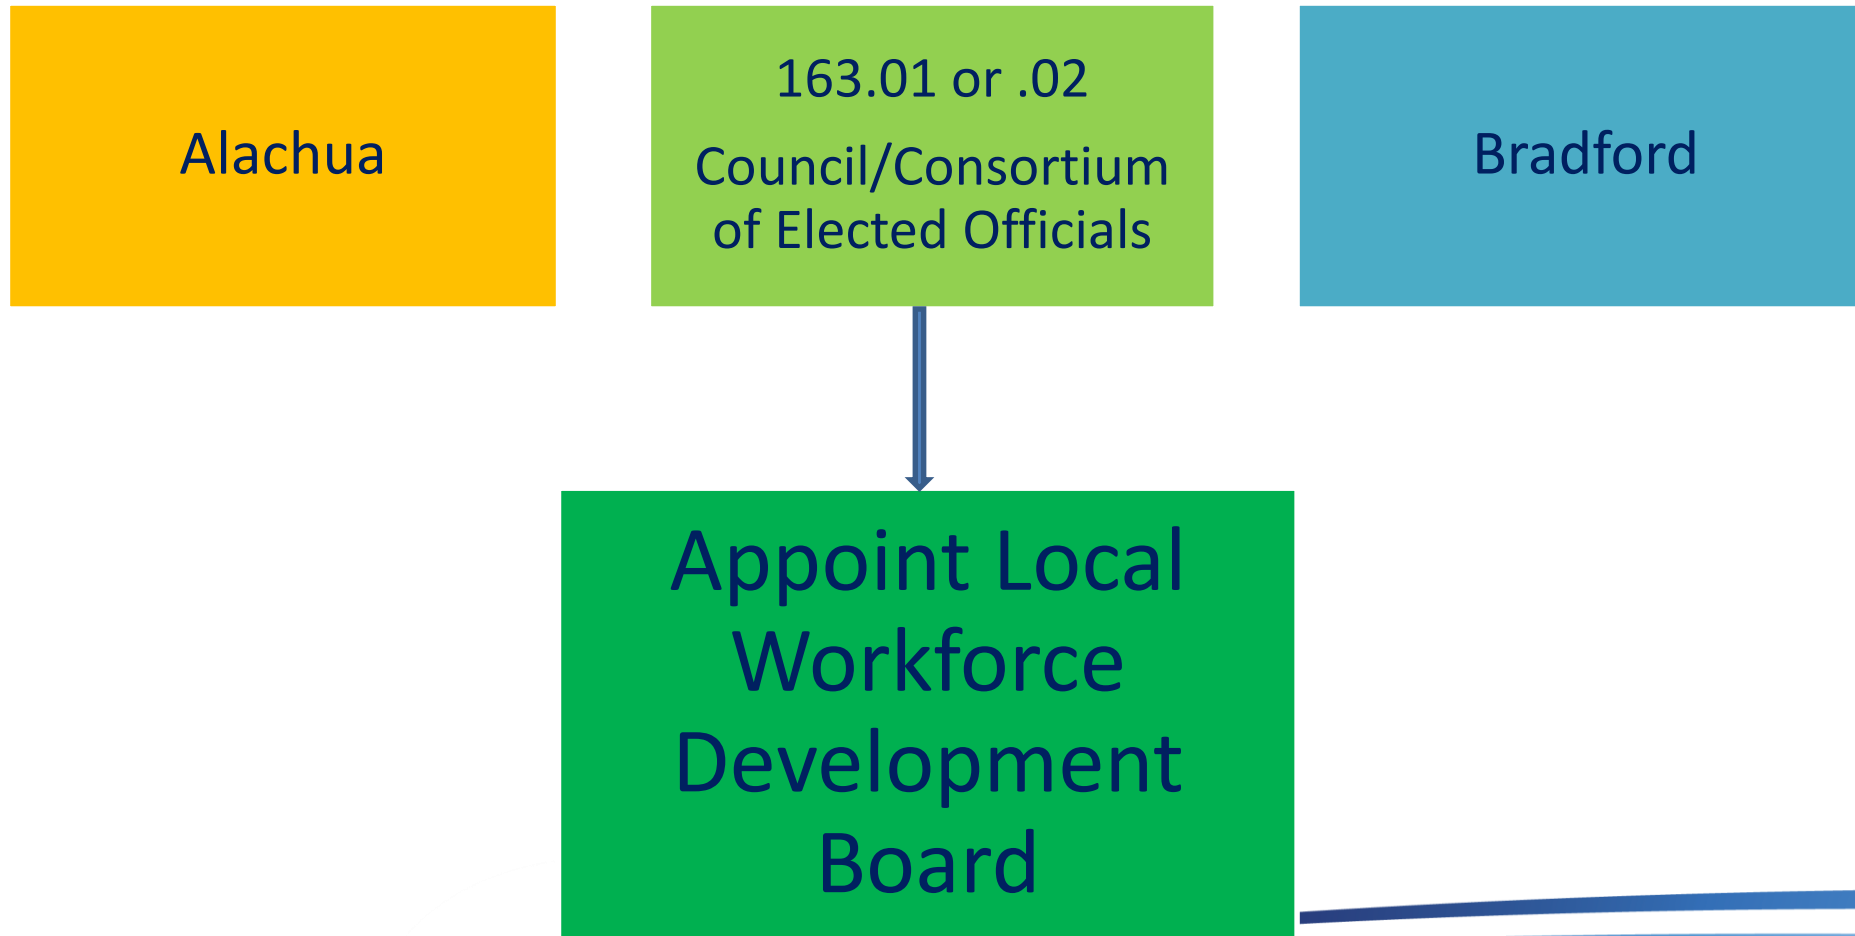 Alachua
163.01 or .02
Council/Consortium
of Elected Officials
Bradford
Appoint Local
Workforce
Development
Board